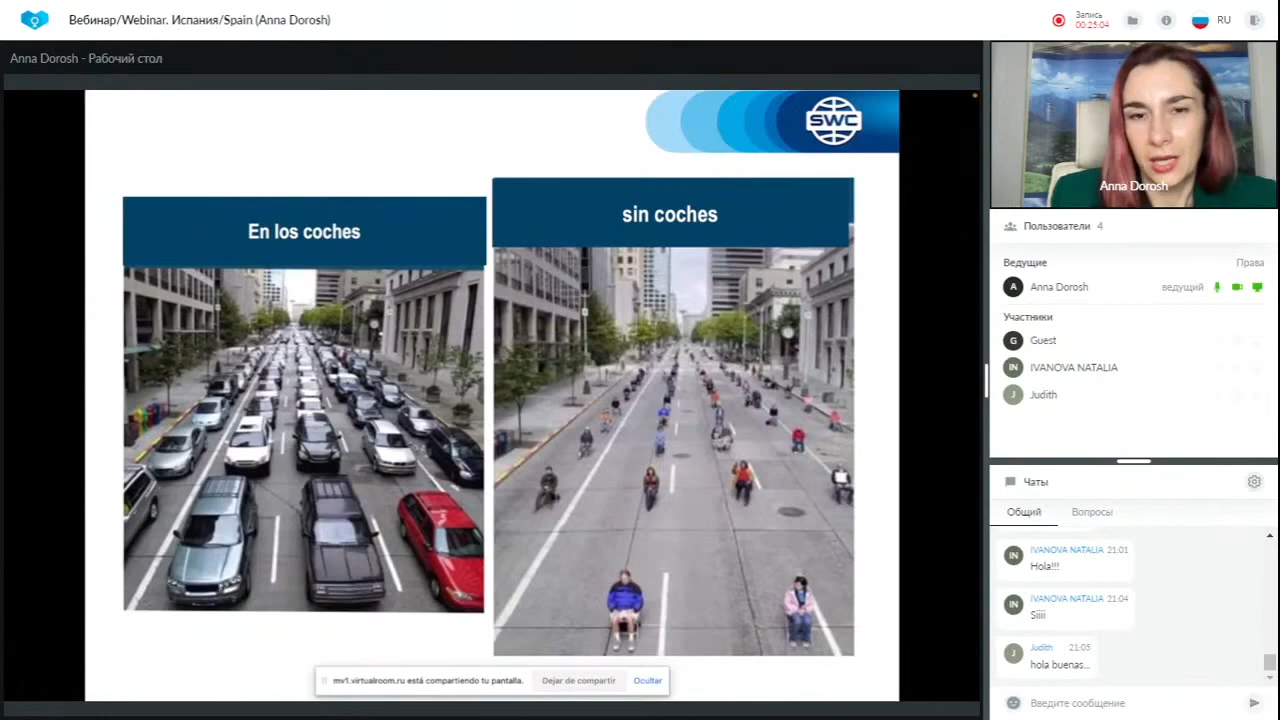 Вебинар/Webinar. Испания/Spain (Anna Dorosh)
Запись
00:25:04
RU
Anna Dorosh - Рабочий стол
SWC
En los coches
sin coches
mv1.virtualroom.ru está compartiendo tu pantalla.
Dejar de compartir
Ocultar
Anna Dorosh
Пользователи 4
Ведущие
Права
A
Anna Dorosh
ведущий
Участники
G
Guest
IN
IVANOVA NATALIA
J
Judith
Чаты
Общий
Вопросы
IN
IVANOVA NATALIA 21:01
Hola!!!
IN
IVANOVA NATALIA 21:04
Siiii
J
Judith 21:05
hola buenas...
Введите сообщение